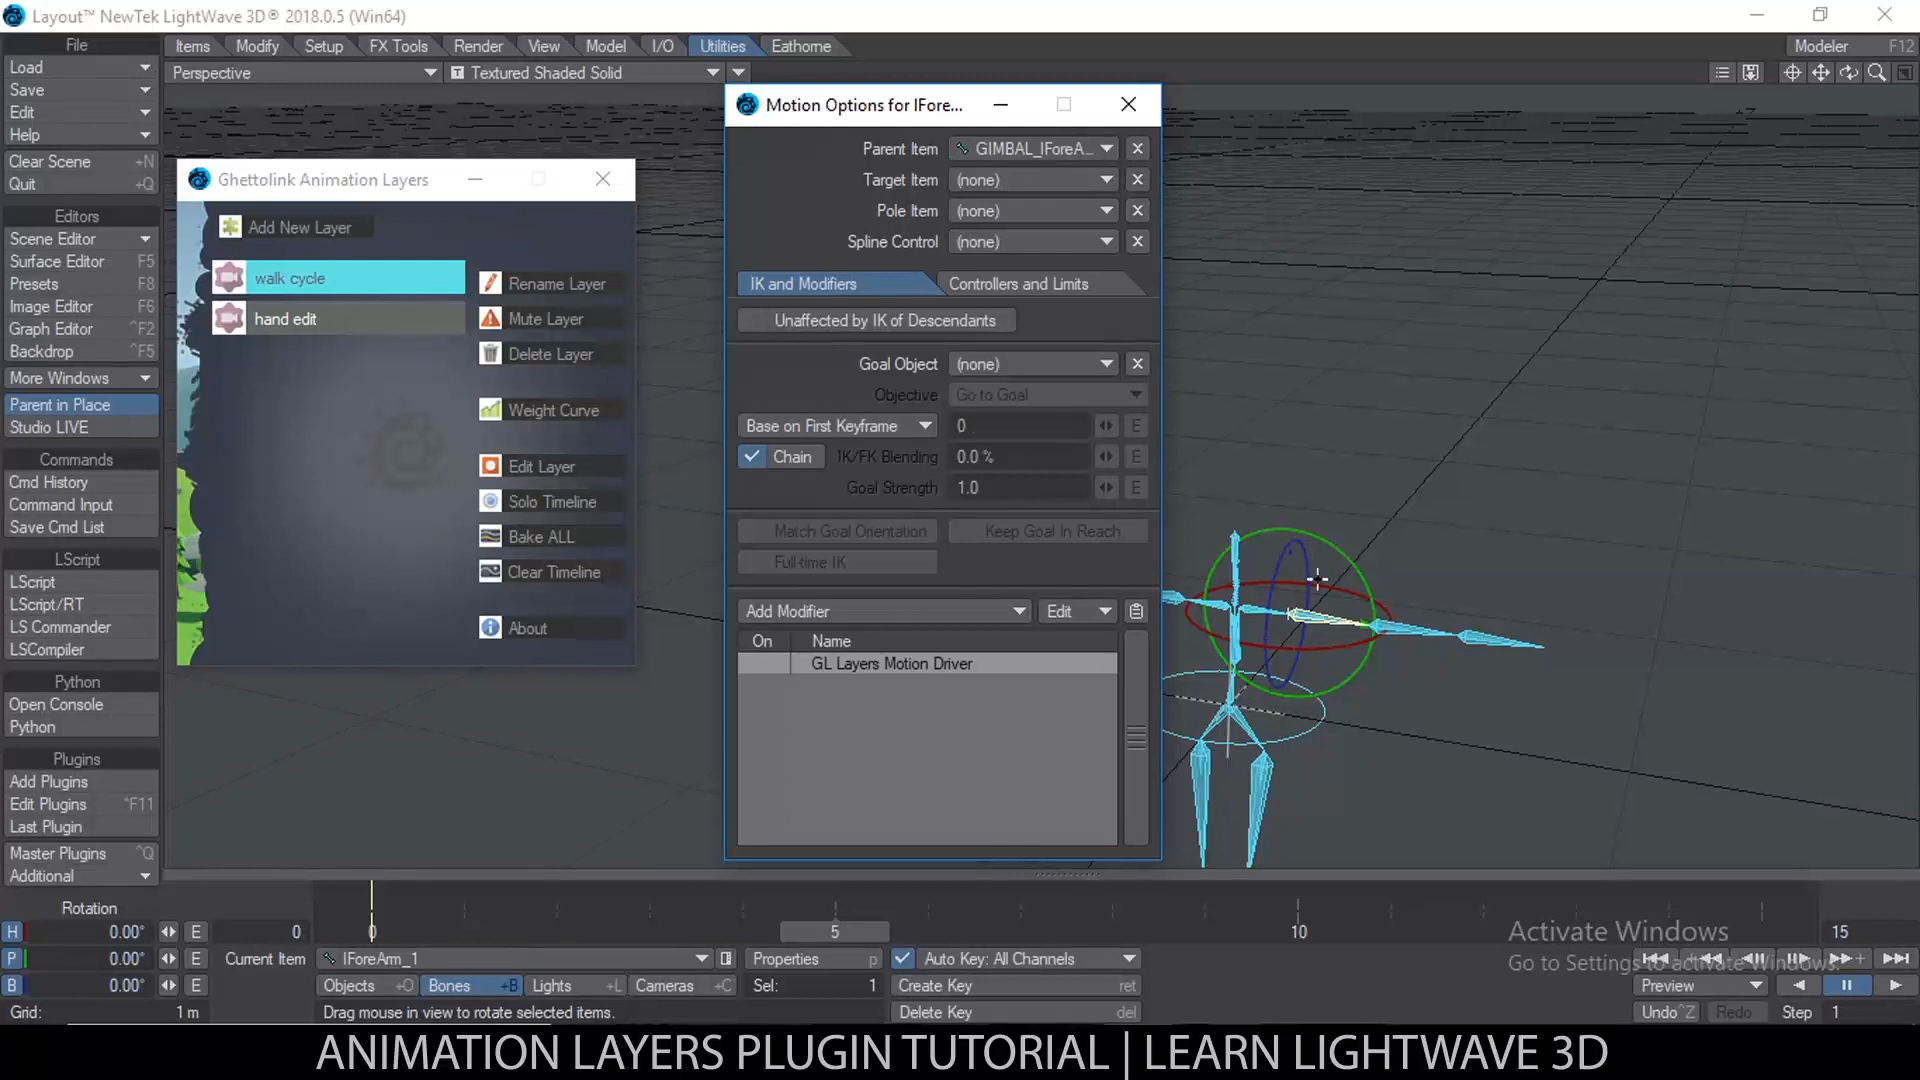 Layout™ NewTek LightWave 3D® 2018.0.5 (Win64)
File
Items
Modify
Setup
FX Tools
Render
View
Model
I/O
Utilities
Eathome
Modeler F12
Load
Save
Edit
Help
Clear Scene +N
Quit +Q
Editors
Scene Editor
Surface Editor F5
Presets F8
Image Editor F6
Graph Editor ^F2
Backdrop ^F5
More Windows
Parent in Place
Studio LIVE
Commands
Cmd History
Command Input
Save Cmd List
LScript
LScript
LScript/RT
LS Commander
LSCompiler
Python
Open Console
Python
Plugins
Add Plugins
Edit Plugins ^F11
Last Plugin
Master Plugins ^Q
Additional
Perspective
T Textured Shaded Solid
Ghettolink Animation Layers
Add New Layer
walk cycle
hand edit
Rename Layer
Mute Layer
Delete Layer
Weight Curve
Edit Layer
Solo Timeline
Bake ALL
Clear Timeline
About
Motion Options for lFore...
Parent Item GIMBAL_lForeA... X
Target Item (none) X
Pole Item (none) X
Spline Control (none) X
IK and Modifiers
Controllers and Limits
Unaffected by IK of Descendants
Goal Object (none) X
Objective Go to Goal
Base on First Keyframe 0 E
Chain IK/FK Blending 0.0 % E
Goal Strength 1.0 E
Match Goal Orientation
Keep Goal In Reach
Full-time IK
Add Modifier
Edit
On Name
GL Layers Motion Driver
Rotation
H 0.00° E
P 0.00° E
B 0.00° E
Grid: 1 m
0
0
5
10
15
Current Item lForeArm_1
Properties p
Auto Key: All Channels
Objects +O
Bones +B
Lights +L
Cameras +C
Sel: 1
Create Key ret
Drag mouse in view to rotate selected items.
Delete Key del
Activate Windows
Go to Settings to activate Windows.
Preview
Undo ^Z
Redo
Step 1
ANIMATION LAYERS PLUGIN TUTORIAL | LEARN LIGHTWAVE 3D